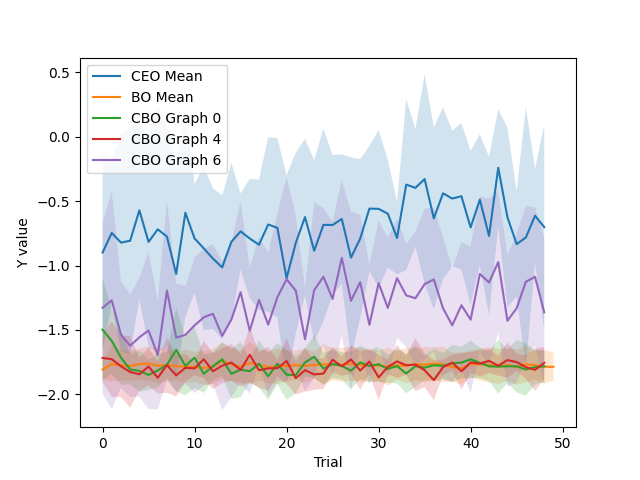 CEO Mean
BO Mean
CBO Graph 0
CBO Graph 4
CBO Graph 6
0.5
0.0
−0.5
−1.0
−1.5
−2.0
Y value
0 10 20 30 40 50
Trial